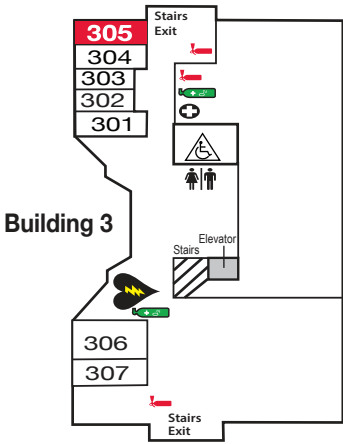 Stairs
Exit
305
304
303
302
301
Building 3
Elevator
Stairs
306
307
Stairs
Exit